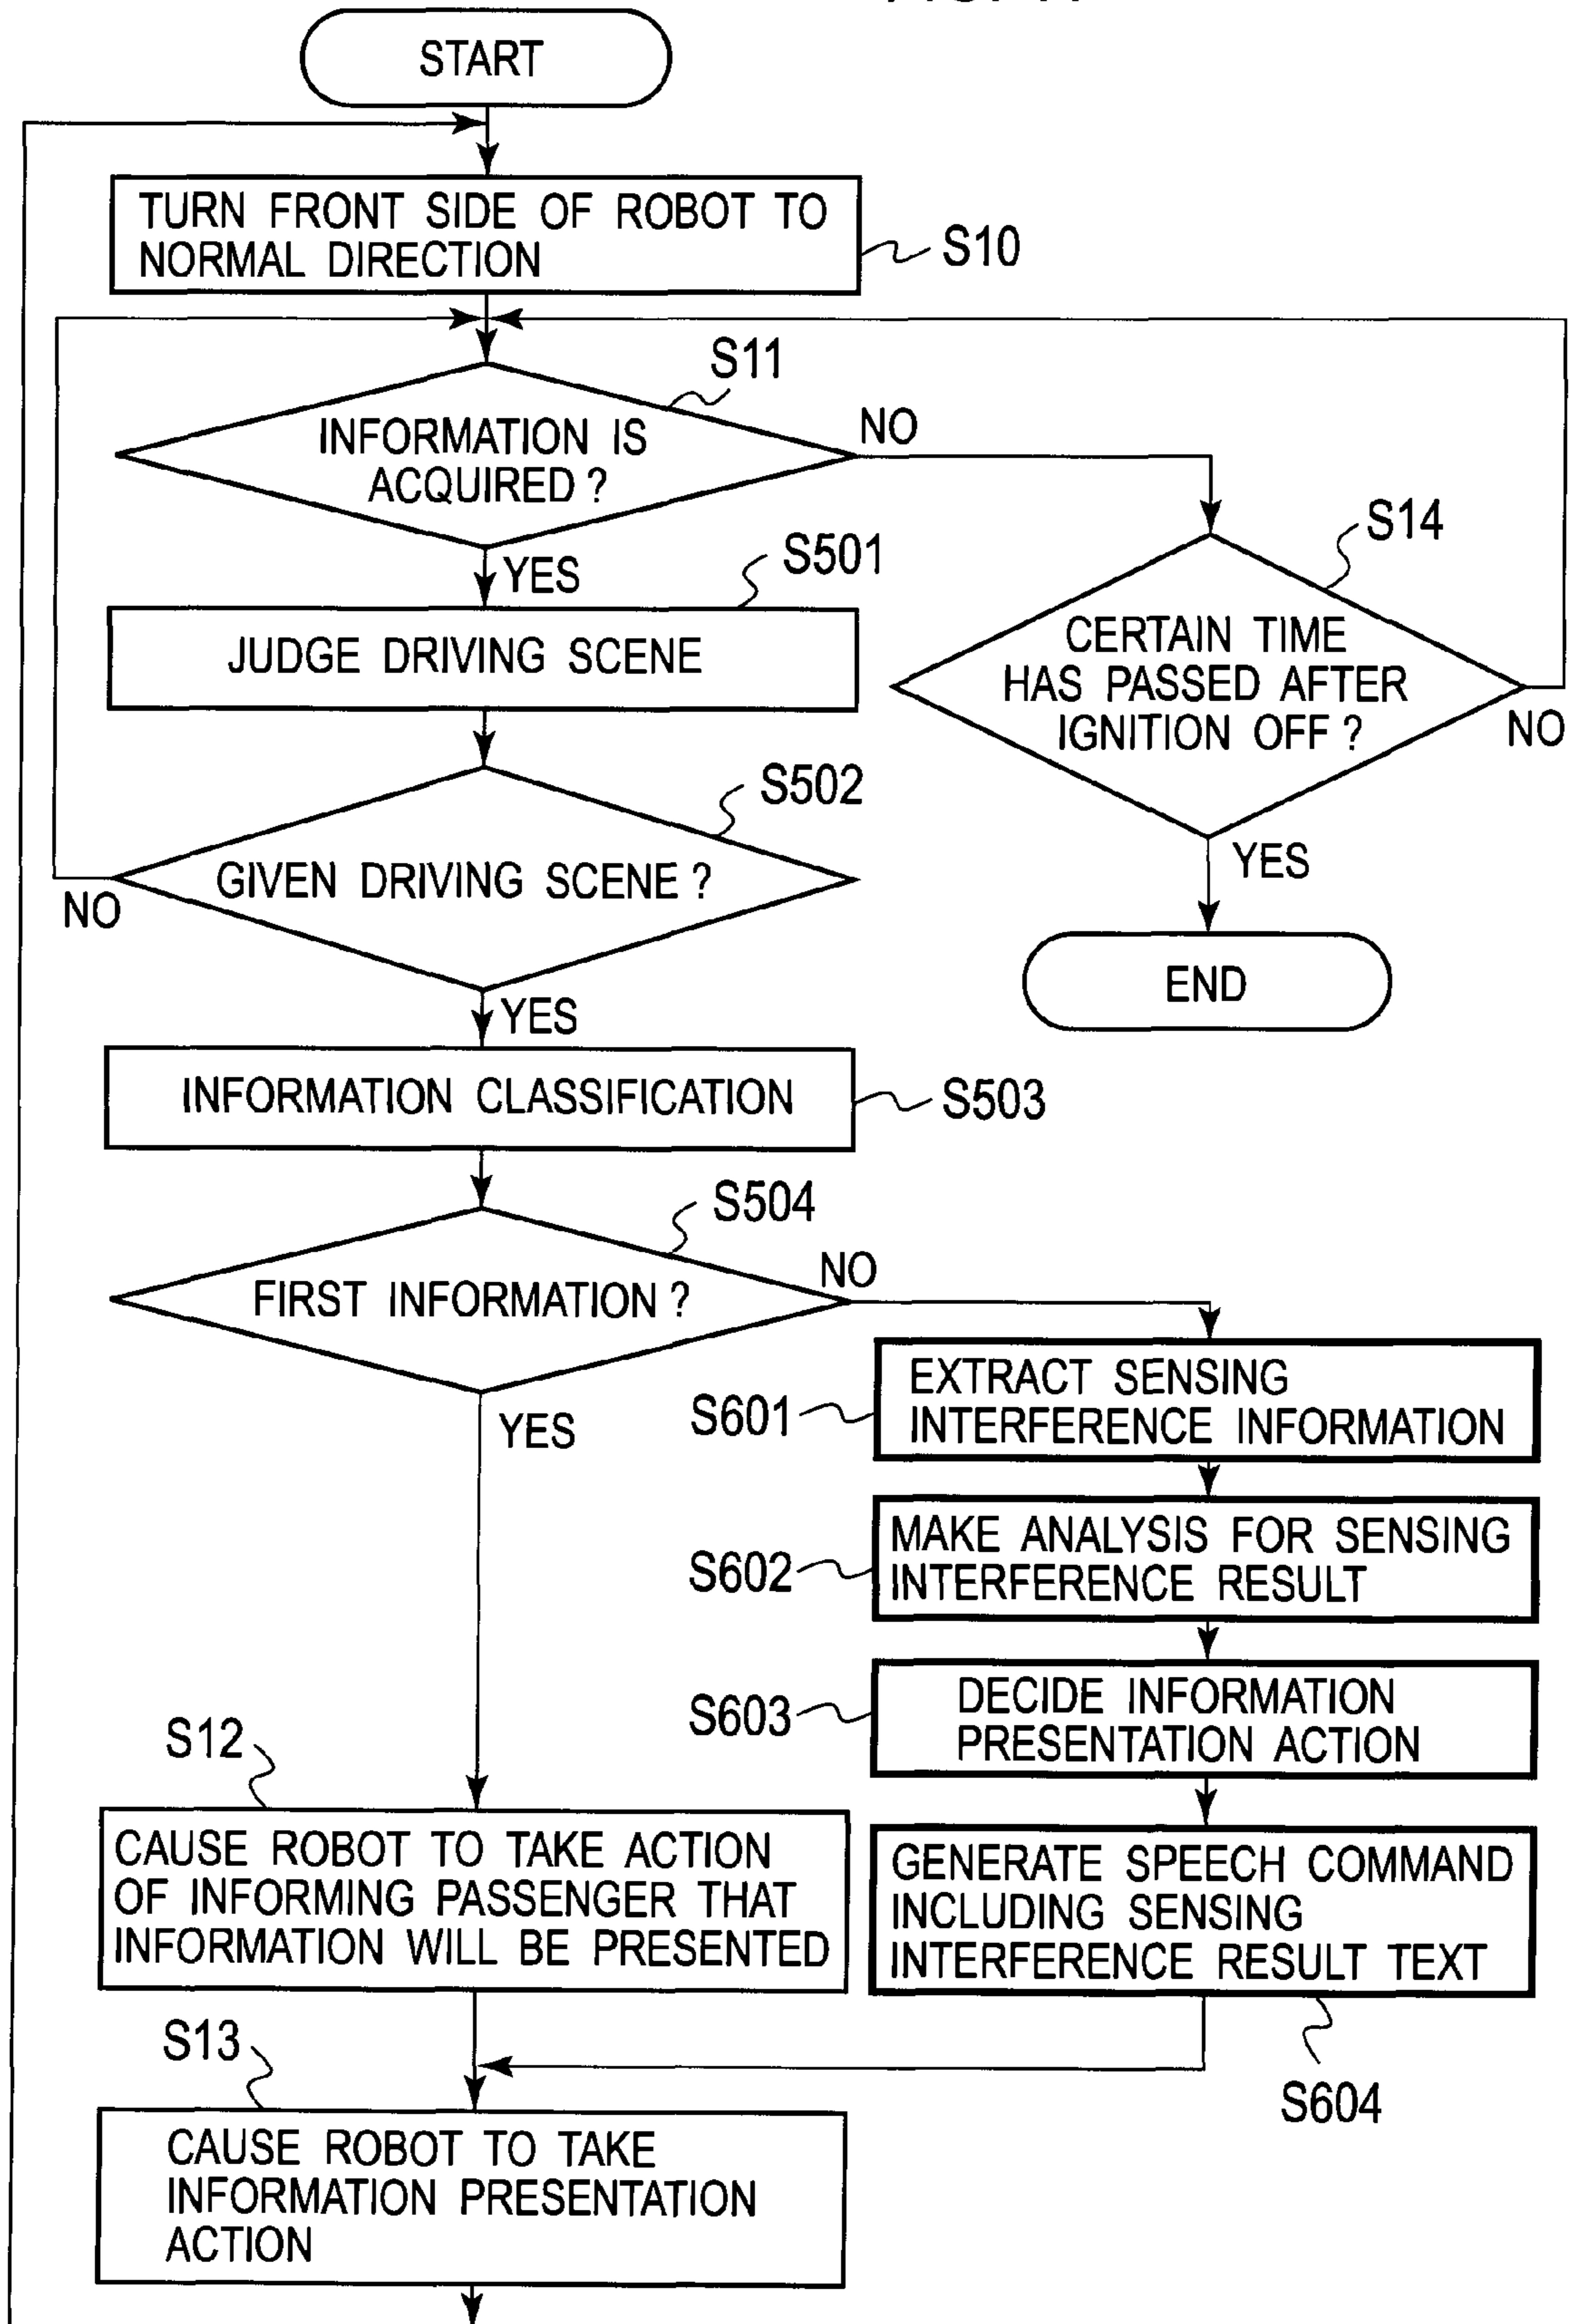 START
TURN FRONT SIDE OF ROBOT TO
NORMAL DIRECTION
S10
S11
INFORMATION IS
ACQUIRED ?
NO
YES
S14
CERTAIN TIME
HAS PASSED AFTER
IGNITION OFF ?
NO
YES
END
S501
JUDGE DRIVING SCENE
S502
GIVEN DRIVING SCENE ?
NO
YES
INFORMATION CLASSIFICATION
S503
S504
FIRST INFORMATION ?
NO
YES
S601
EXTRACT SENSING
INTERFERENCE INFORMATION
S602
MAKE ANALYSIS FOR SENSING
INTERFERENCE RESULT
S603
DECIDE INFORMATION
PRESENTATION ACTION
GENERATE SPEECH COMMAND
INCLUDING SENSING
INTERFERENCE RESULT TEXT
S604
S12
CAUSE ROBOT TO TAKE ACTION
OF INFORMING PASSENGER THAT
INFORMATION WILL BE PRESENTED
S13
CAUSE ROBOT TO TAKE
INFORMATION PRESENTATION
ACTION